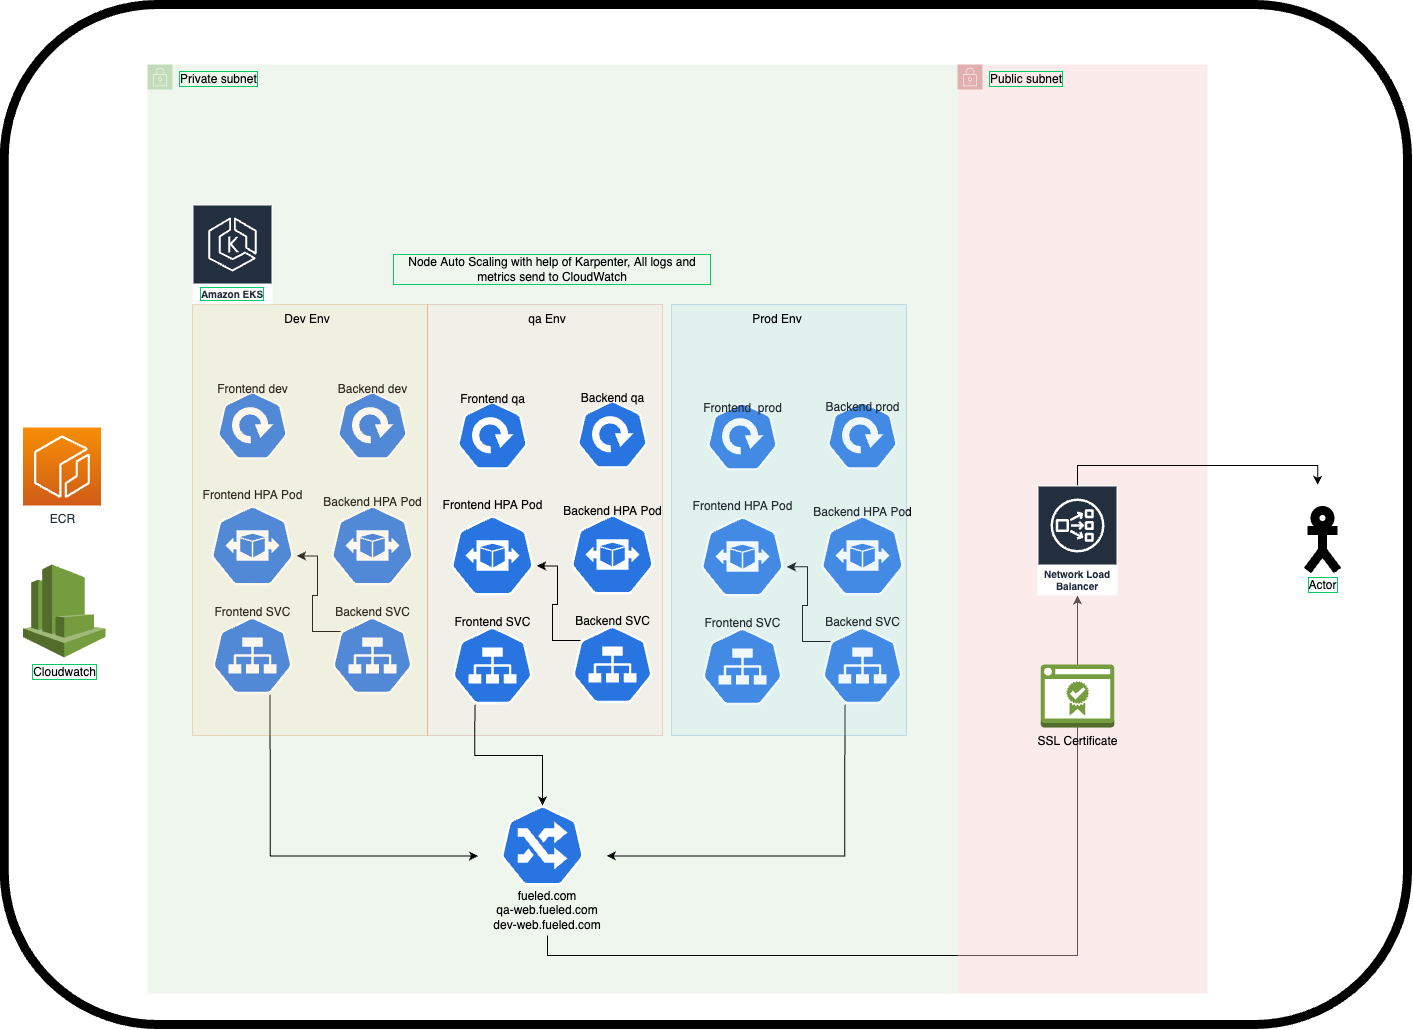 Private subnet
Public subnet
Amazon EKS
Node Auto Scaling with help of Karpenter, All logs and
metrics send to CloudWatch
Dev Env
qa Env
Prod Env
Frontend dev
Backend dev
Frontend qa
Backend qa
Frontend  prod
Backend prod
ECR
Frontend HPA Pod
Backend HPA Pod
Frontend HPA Pod
Backend HPA Pod
Frontend HPA Pod
Backend HPA Pod
Network Load
Balancer
Actor
Cloudwatch
Frontend SVC
Backend SVC
Frontend SVC
Backend SVC
Frontend SVC
Backend SVC
SSL Certificate
fueled.com
qa-web.fueled.com
dev-web.fueled.com